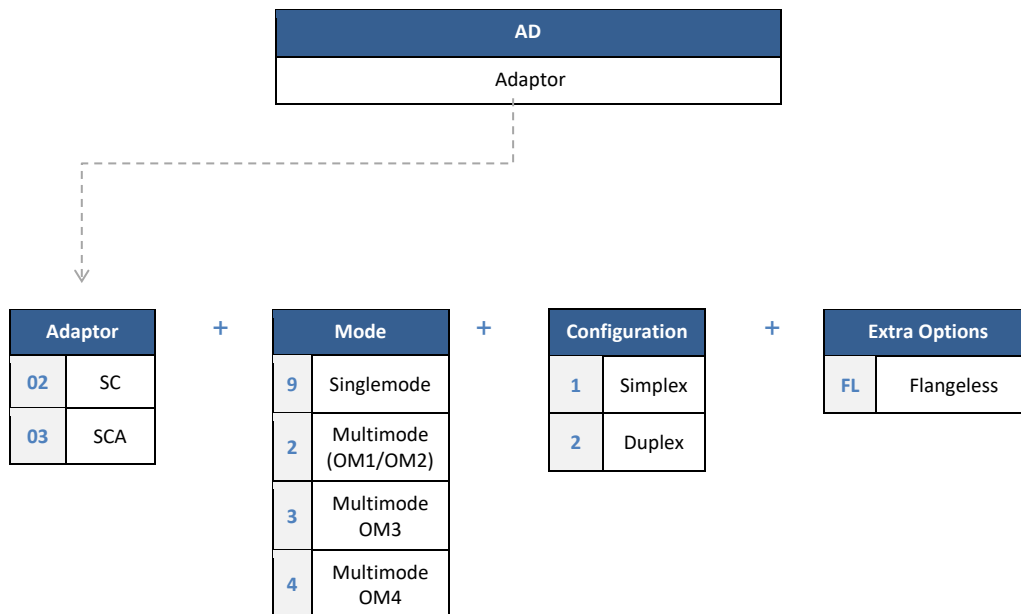 AD
Adaptor
Adaptor + Mode + Configuration + Extra Options
02 SC
03 SCA
9 Singlemode
2 Multimode
(OM1/OM2)
3 Multimode
OM3
4 Multimode
OM4
1 Simplex
2 Duplex
FL Flangeless